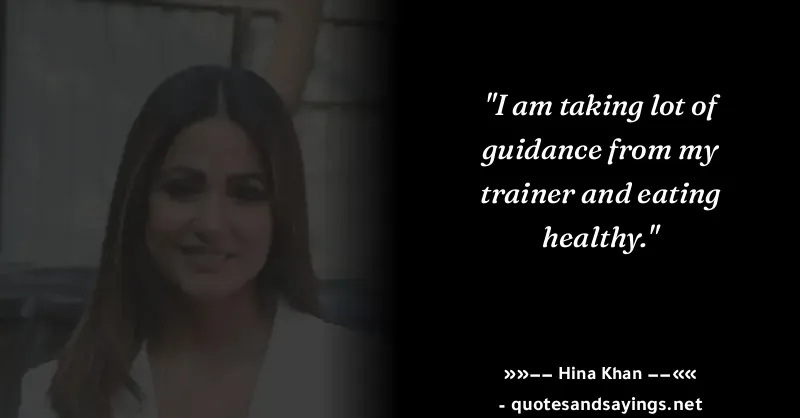 "I am taking lot of
guidance from my
trainer and eating
healthy."
»»–– Hina Khan ––««
- quotesandsayings.net